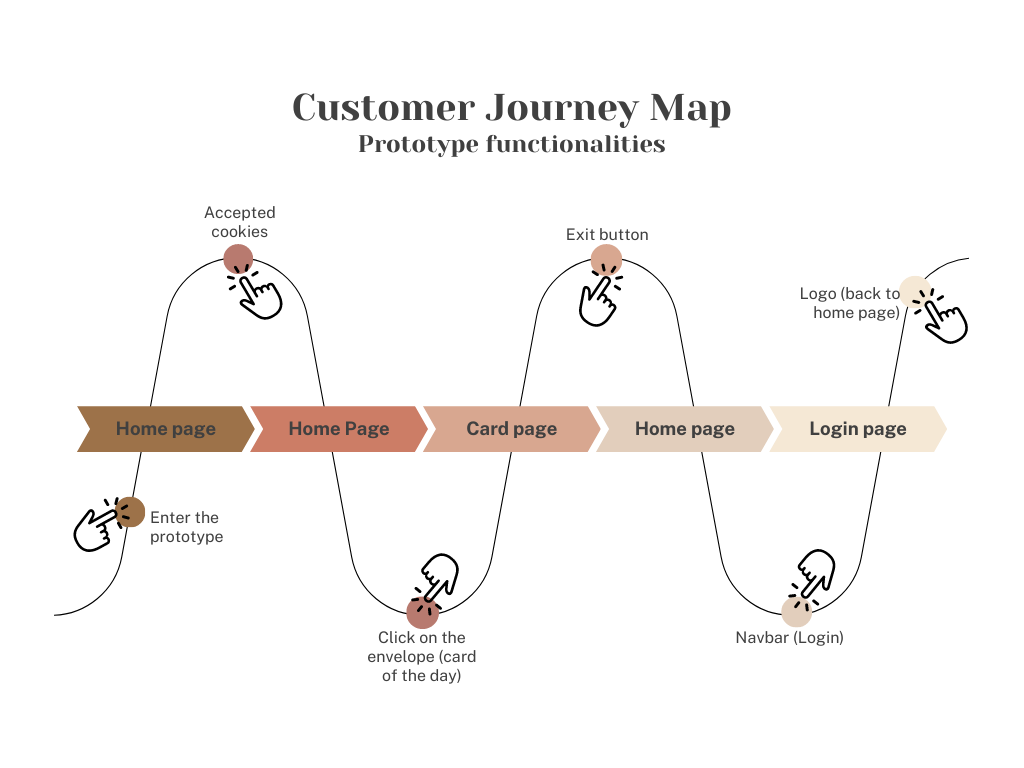 Customer Journey Map
Prototype functionalities
Accepted
cookies
Exit button
Logo (back to
home page)
Home page
Home Page
Card page
Home page
Login page
Enter the
prototype
Click on the
envelope (card
of the day)
Navbar (Login)